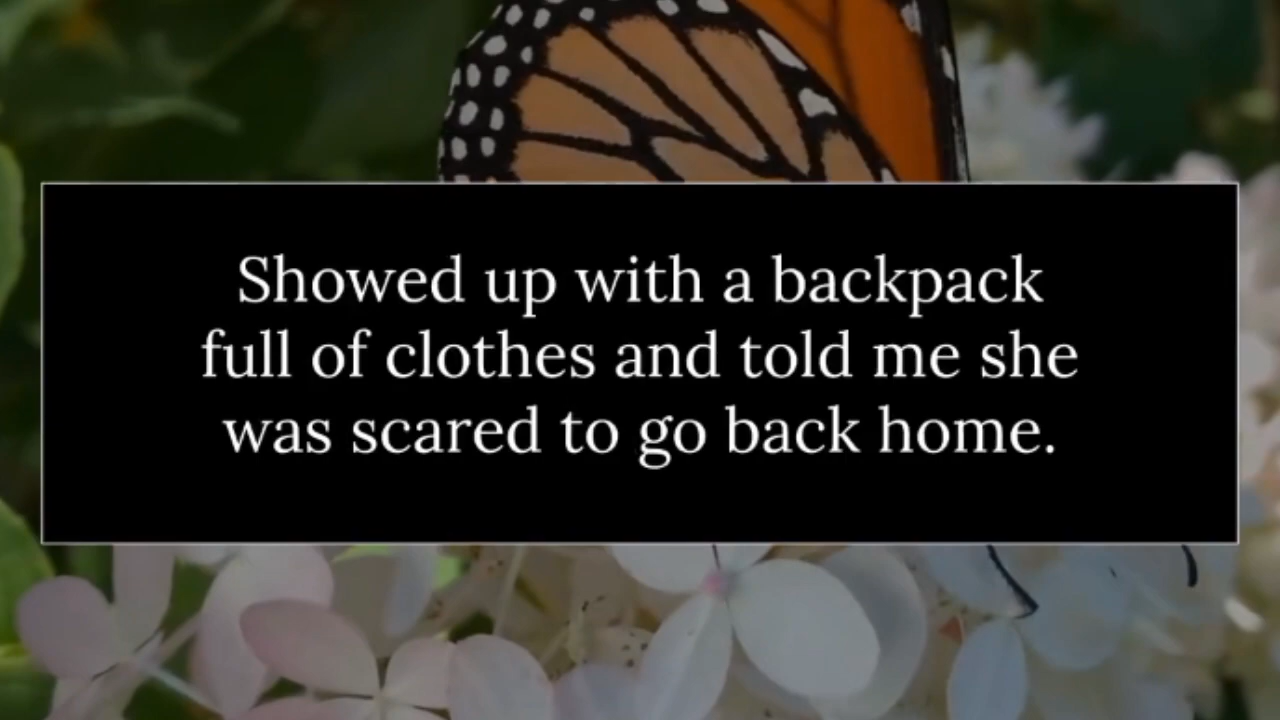 Showed up with a backpack
full of clothes and told me she
was scared to go back home.